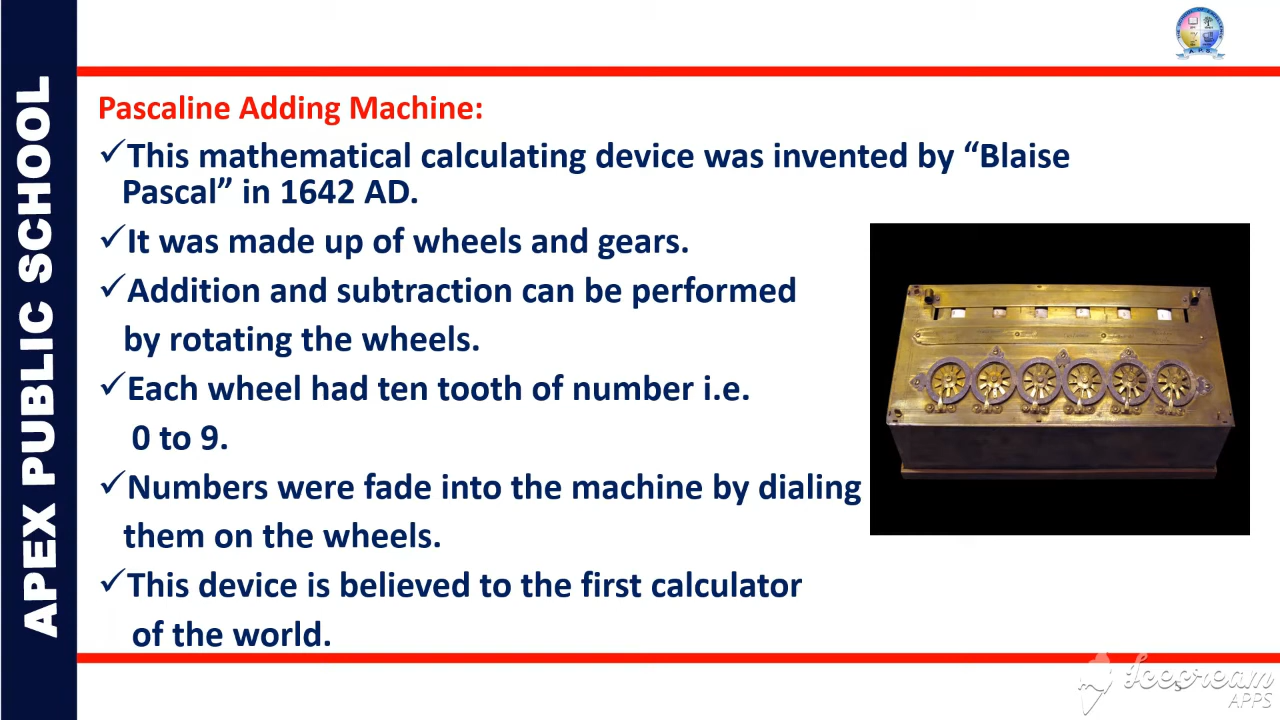 APEX PUBLIC SCHOOL
Pascaline Adding Machine:
✓This mathematical calculating device was invented by “Blaise
Pascal” in 1642 AD.
✓It was made up of wheels and gears.
✓Addition and subtraction can be performed
by rotating the wheels.
✓Each wheel had ten tooth of number i.e.
0 to 9.
✓Numbers were fade into the machine by dialing
them on the wheels.
✓This device is believed to the first calculator
of the world.
5
Icecream
APPS